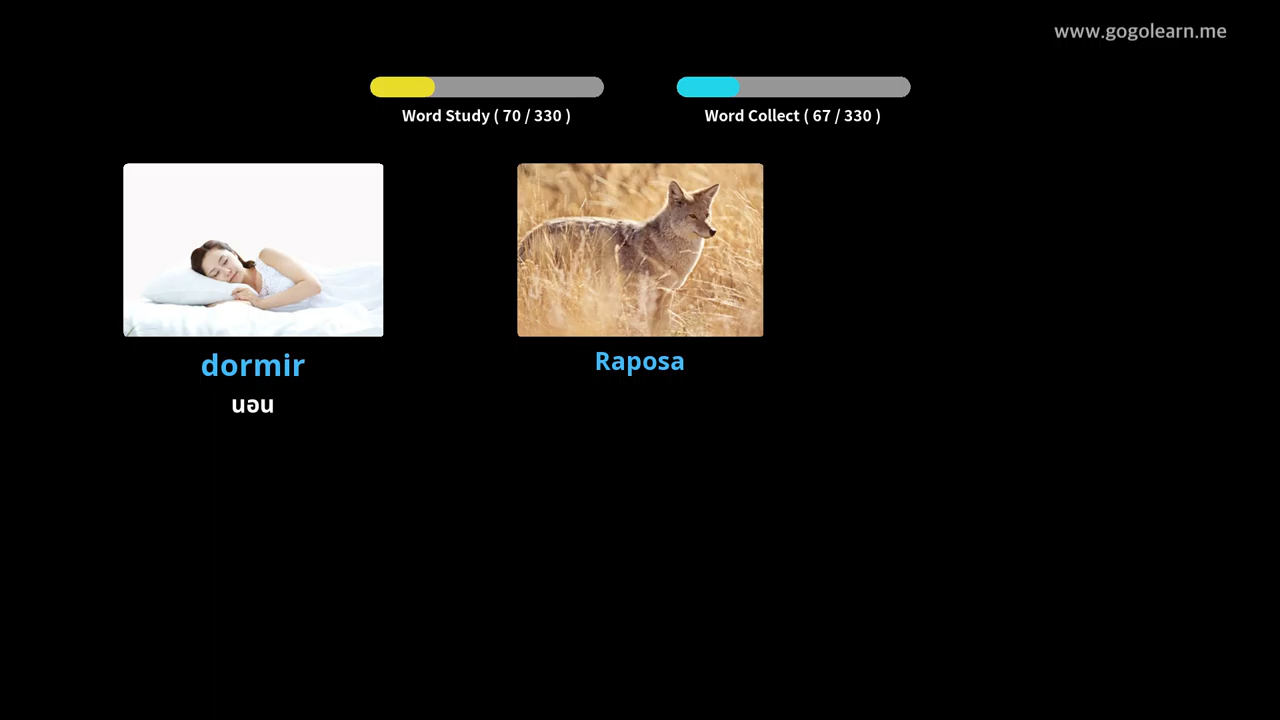 www.gogolearn.me
Word Study ( 70 / 330 )
Word Collect ( 67 / 330 )
dormir
นอน
Raposa